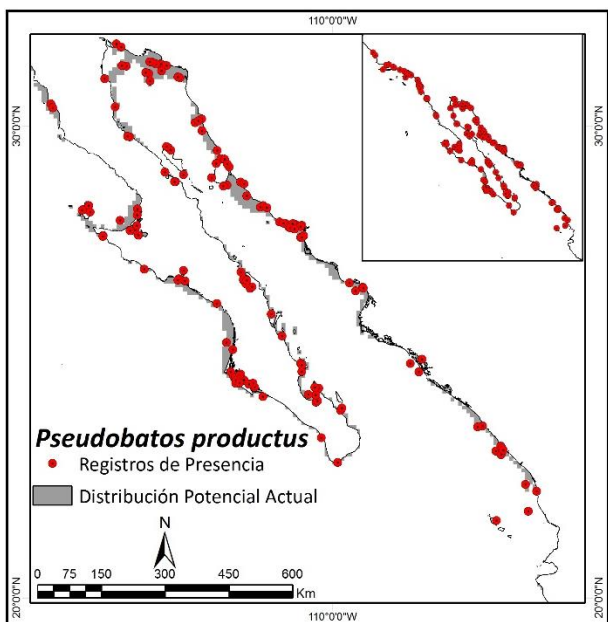 110°0'0"W
30°0'0"N
30°0'0"N
Pseudobatos productus
Registros de Presencia
Distribución Potencial Actual
N
0 75 150 300 450 600
Km
20°0'0"N
20°0'0"N
110°0'0"W